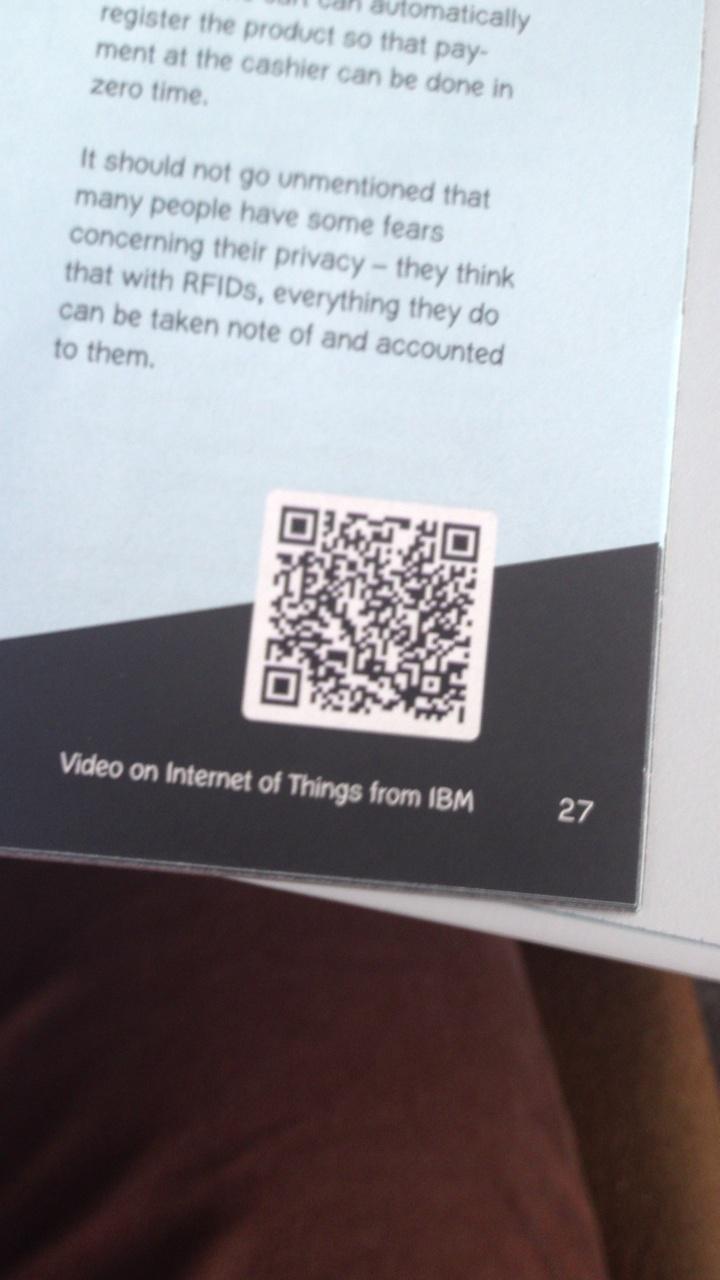 can automatically
register the product so that pay-
ment at the cashier can be done in
zero time.
It should not go unmentioned that
many people have some fears
concerning their privacy – they think
that with RFIDs, everything they do
can be taken note of and accounted
to them.
Video on Internet of Things from IBM
27